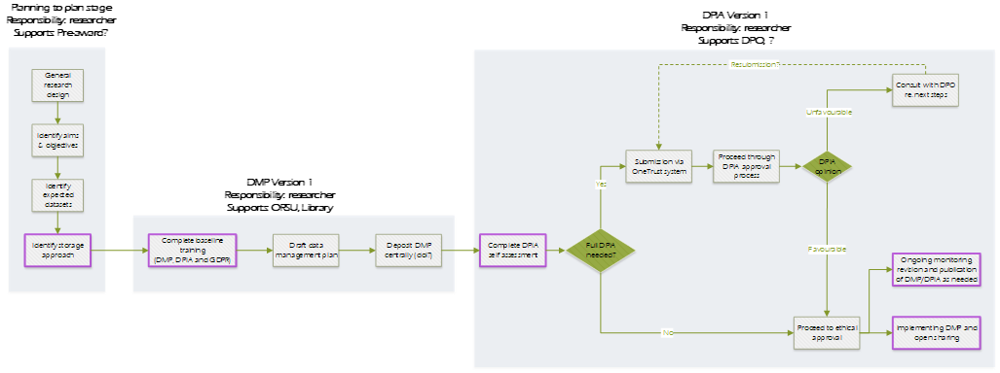 Planning to plan stage
Responsibility: researcher
Supports: Pre-award?
General
research
design
Identify aims
& objectives
Identify
expected
datasets
Identify storage
approach
DMP Version 1
Responsibility: researcher
Supports: ORSU, Library
Complete baseline
training
(DMP, DPIA and GDPR)
Draft data
management plan
Deposit DMP
centrally (doi?)
DPIA Version 1
Responsibility: researcher
Supports: DPO, ?
Complete DPIA
self assessment
Full DPIA
needed?
Yes
No
Submission via
OneTrust system
Proceed through
DPIA approval
process
DPIA
opinion
Resubmission?
Unfavourable
Consult with DPO
re. next steps
Favourable
Proceed to ethical
approval
Ongoing monitoring
revision and publication
of DMP/DPIA as needed
Implementing DMP and
open sharing